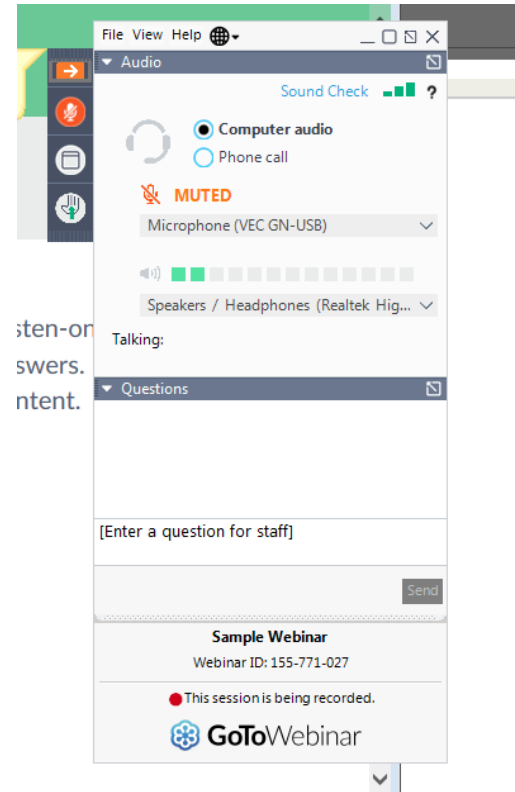 File View Help
Audio
Sound Check ?
Computer audio
Phone call
MUTED
Microphone (VEC GN-USB)
Speakers / Headphones (Realtek Hig...
Talking:
sten-on
swers.
ntent.
Questions
[Enter a question for staff]
Send
Sample Webinar
Webinar ID: 155-771-027
This session is being recorded.
GoToWebinar